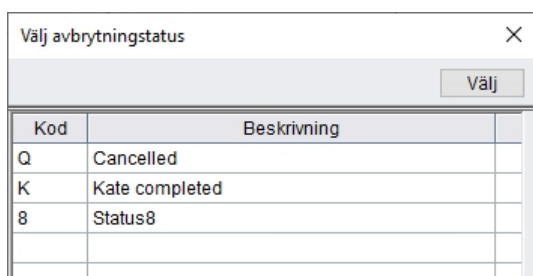 Välj avbrytningstatus
Välj
Kod Beskrivning
Q Cancelled
K Kate completed
8 Status8